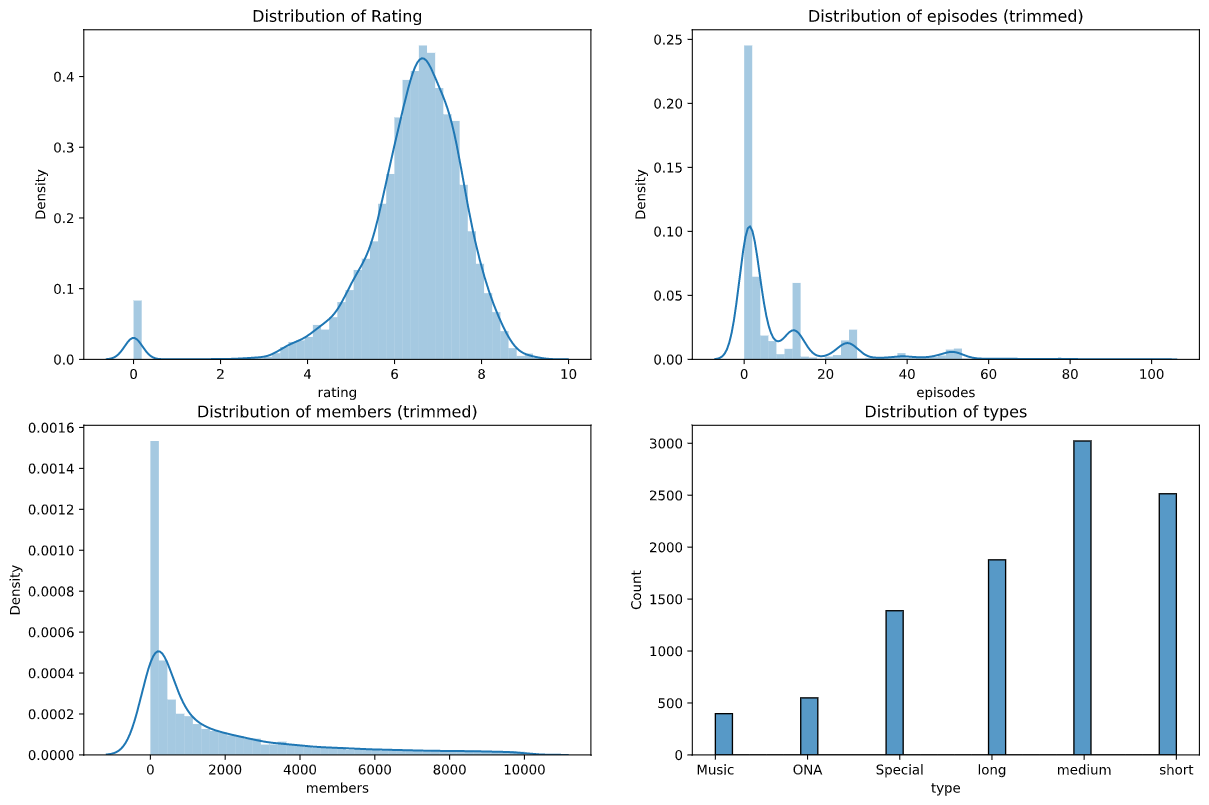 Distribution of Rating
Density
0.4
0.3
0.2
0.1
0.0
0 2 4 6 8 10
rating
Distribution of episodes (trimmed)
Density
0.25
0.20
0.15
0.10
0.05
0.00
0 20 40 60 80 100
episodes
Distribution of members (trimmed)
Density
0.0016
0.0014
0.0012
0.0010
0.0008
0.0006
0.0004
0.0002
0.0000
0 2000 4000 6000 8000 10000
members
Distribution of types
Count
3000
2500
2000
1500
1000
500
0
Music ONA Special long medium short
type